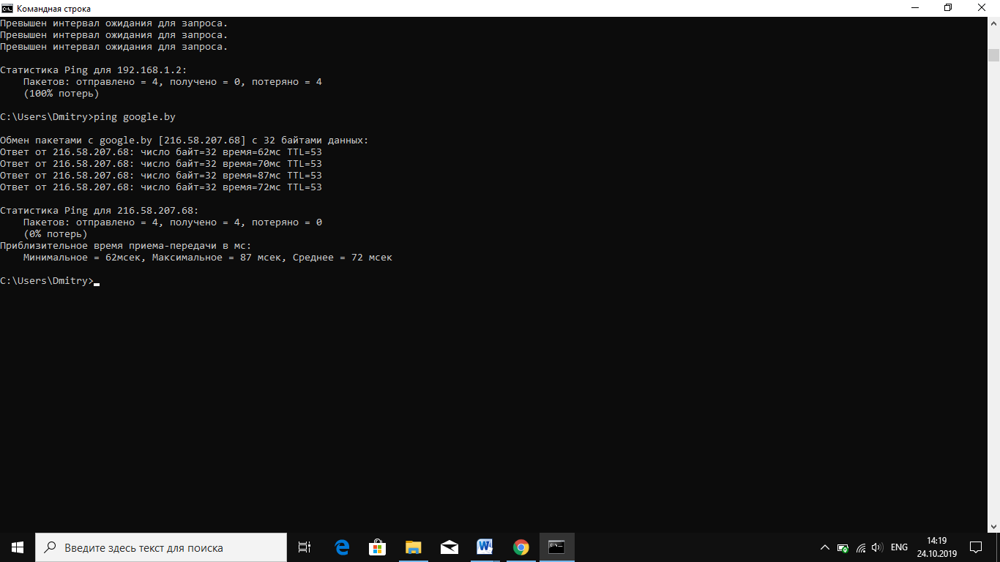 Командная строка
Превышен интервал ожидания для запроса.
Превышен интервал ожидания для запроса.
Превышен интервал ожидания для запроса.
Статистика Ping для 192.168.1.2:
Пакетов: отправлено = 4, получено = 0, потеряно = 4
(100% потерь)
C:\Users\Dmitry>ping google.by
Обмен пакетами с google.by [216.58.207.68] с 32 байтами данных:
Ответ от 216.58.207.68: число байт=32 время=62мс TTL=53
Ответ от 216.58.207.68: число байт=32 время=70мс TTL=53
Ответ от 216.58.207.68: число байт=32 время=87мс TTL=53
Ответ от 216.58.207.68: число байт=32 время=72мс TTL=53
Статистика Ping для 216.58.207.68:
Пакетов: отправлено = 4, получено = 4, потеряно = 0
(0% потерь)
Приблизительное время приема-передачи в мс:
Минимальное = 62мсек, Максимальное = 87 мсек, Среднее = 72 мсек
C:\Users\Dmitry>
Введите здесь текст для поиска
ENG
14:19
24.10.2019